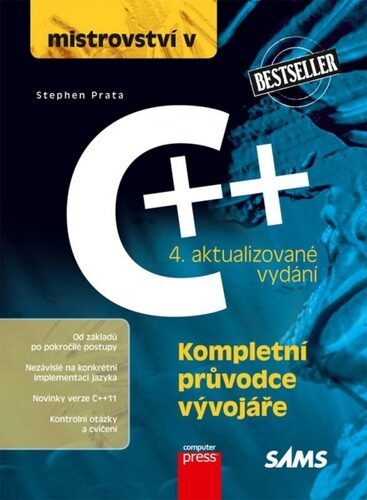 mistrovství v
BESTSELLER
Stephen Prata
C++
4. aktualizované
vydání
Od základů
po pokročilé postupy
Nezávislé na konkrétní
implementaci jazyka
Novinky verze C++11
Kontrolní otázky
a cvičení
Kompletní
průvodce
vývojáře
computer
press
SAMS